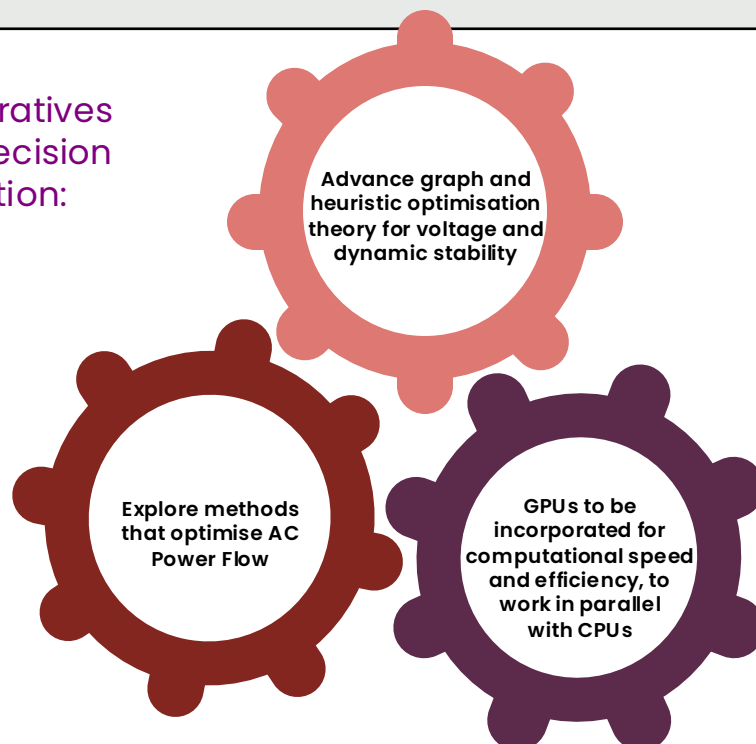 ratives
ecision
tion:
Advance graph and
heuristic optimisation
theory for voltage and
dynamic stability
Explore methods
that optimise AC
Power Flow
GPUs to be
incorporated for
computational speed
and efficiency, to
work in parallel
with CPUs